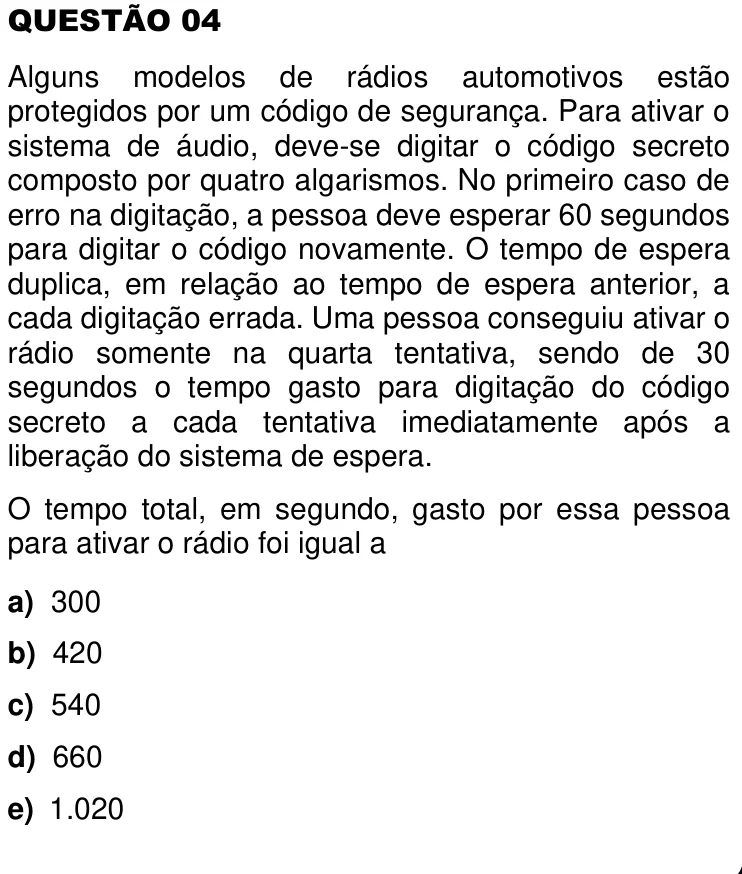 QUESTÃO 04
Alguns modelos de rádios automotivos estão
protegidos por um código de segurança. Para ativar o
sistema de áudio, deve-se digitar o código secreto
composto por quatro algarismos. No primeiro caso de
erro na digitação, a pessoa deve esperar 60 segundos
para digitar o código novamente. O tempo de espera
duplica, em relação ao tempo de espera anterior, a
cada digitação errada. Uma pessoa conseguiu ativar o
rádio somente na quarta tentativa, sendo de 30
segundos o tempo gasto para digitação do código
secreto a cada tentativa imediatamente após a
liberação do sistema de espera.
O tempo total, em segundo, gasto por essa pessoa
para ativar o rádio foi igual a
a) 300
b) 420
c) 540
d) 660
e) 1.020